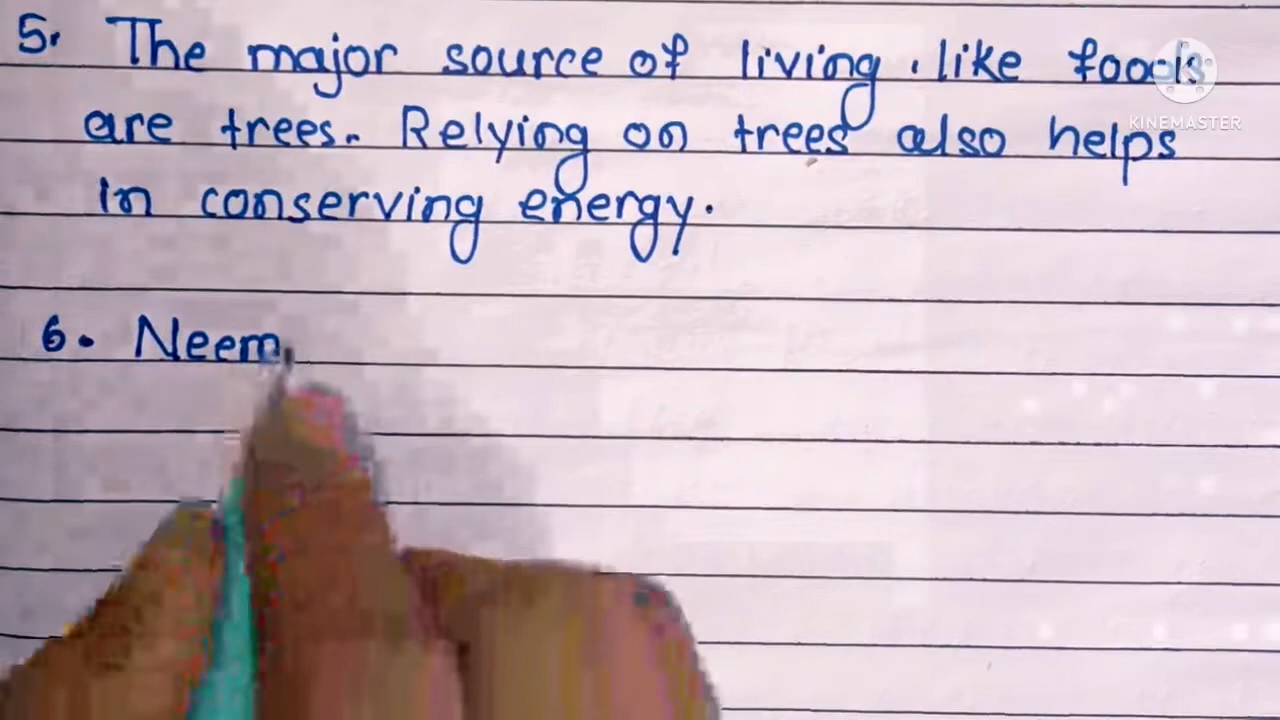 5. The major source of living, like foods
KINEMASTER
are trees. Relying on trees also helps
in conserving energy.
6. Neem,